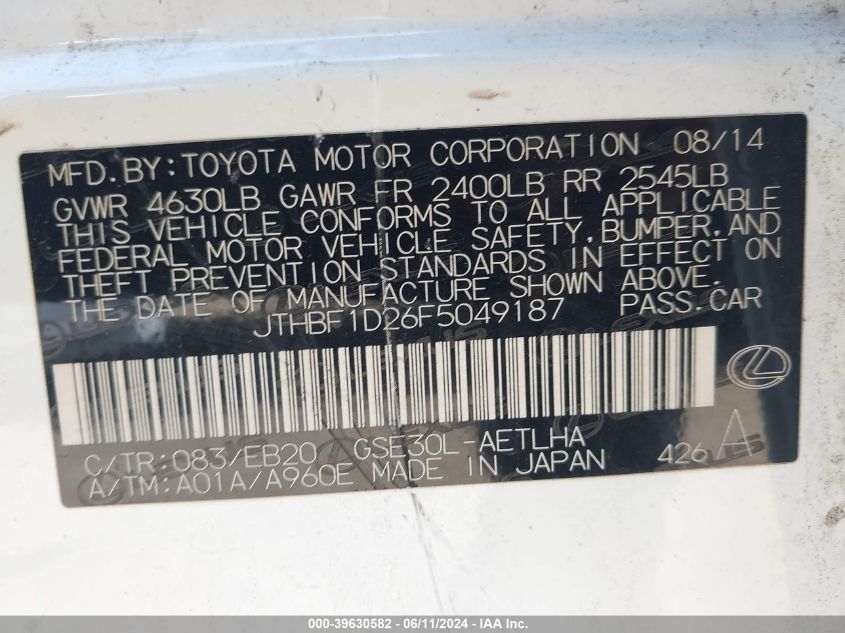 MFD. BY: TOYOTA MOTOR CORPORATION 08/14
GVWR 4630LB GAWR FR 2400LB RR 2545LB
THIS VEHICLE CONFORMS TO ALL APPLICABLE
FEDERAL MOTOR VEHICLE SAFETY, BUMPER, AND
THEFT PREVENTION STANDARDS IN EFFECT ON
THE DATE OF MANUFACTURE SHOWN ABOVE.
JTHBF1D26F5049187 PASS. CAR
C/TR: 083/EB20 GSE30L-AETLHA
A/TM: A01A/A960E MADE IN JAPAN 426 A
000-39630582 / 06/11/2024 / IAA Inc.